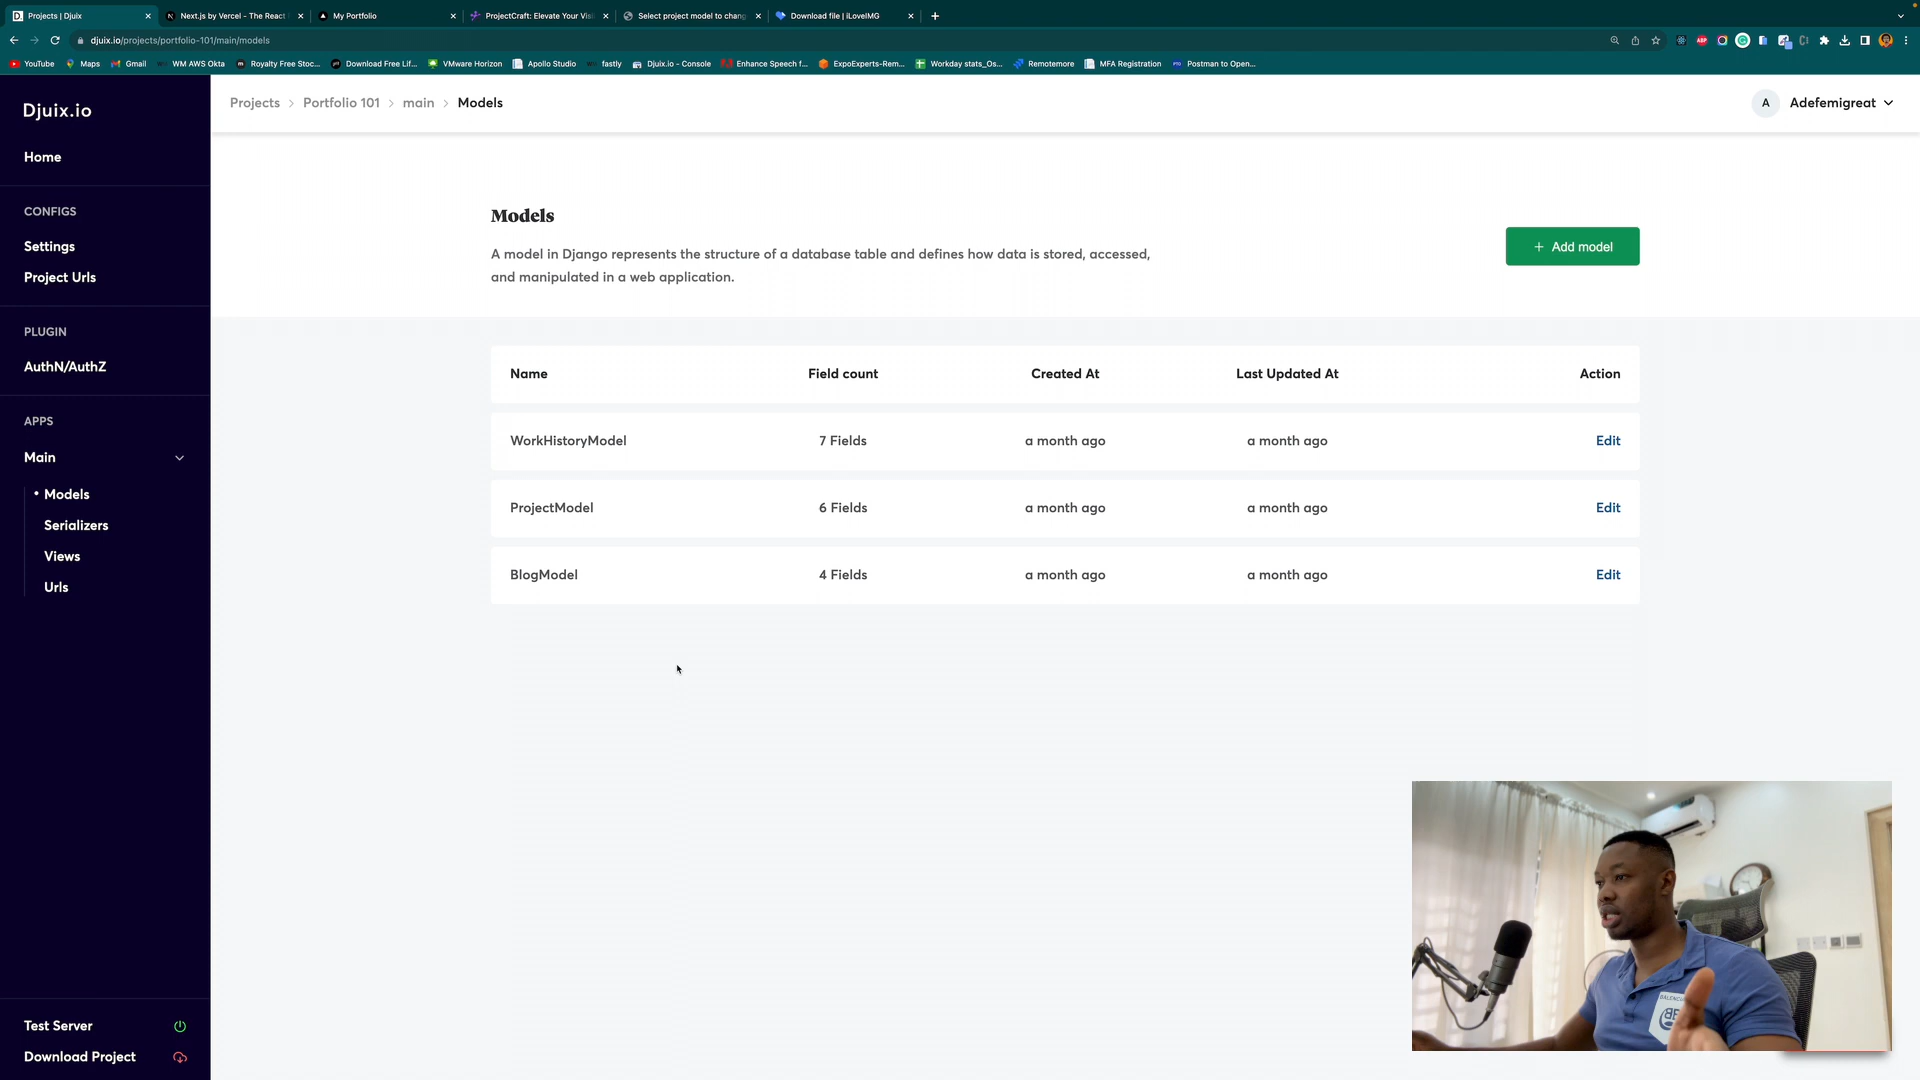 Projects | Djuix
Next.js by Vercel - The React
My Portfolio
ProjectCraft: Elevate Your Vis
Select project model to chang
Download file | iLoveIMG
djuix.io/projects/portfolio-101/main/models
YouTube
Maps
Gmail
WM AWS Okta
Royalty Free Stoc...
Download Free Lif...
VMware Horizon
Apollo Studio
fastly
Djuix.io - Console
Enhance Speech f...
ExpoExperts-Rem...
Workday stats_Os...
Remotemore
MFA Registration
Postman to Open...
Djuix.io
Projects > Portfolio 101 > main > Models
A
Adefemigreat
Home
CONFIGS
Settings
Project Urls
PLUGIN
AuthN/AuthZ
APPS
Main
Models
Serializers
Views
Urls
Test Server
Download Project
Models
A model in Django represents the structure of a database table and defines how data is stored, accessed,
and manipulated in a web application.
+ Add model
Name Field count Created At Last Updated At Action
WorkHistoryModel 7 Fields a month ago a month ago Edit
ProjectModel 6 Fields a month ago a month ago Edit
BlogModel 4 Fields a month ago a month ago Edit